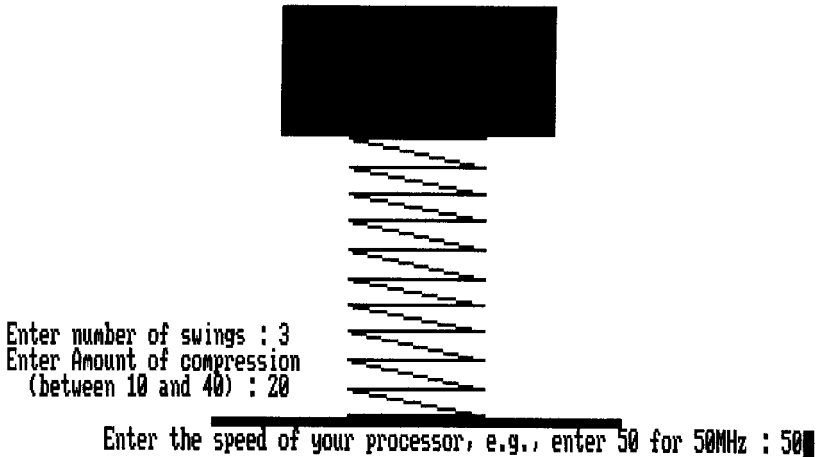 Enter number of swings : 3
Enter Amount of compression
(between 10 and 40) : 20
Enter the speed of your processor, e.g., enter 50 for 50MHz : 50